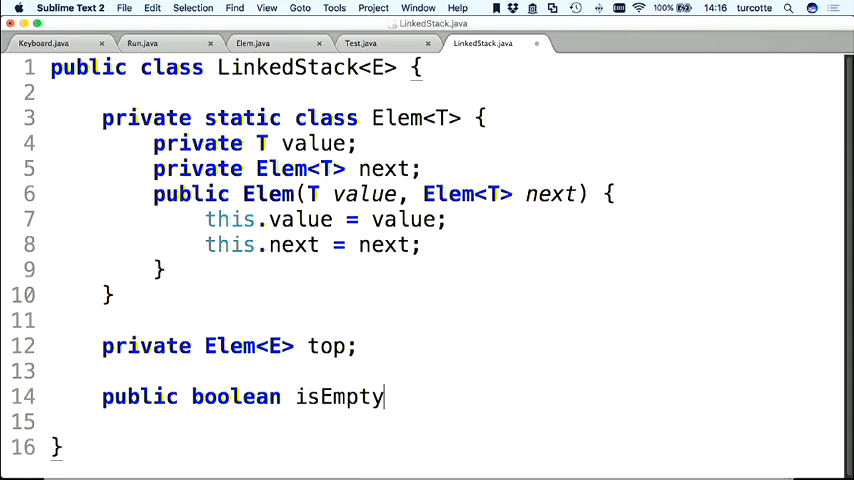 Sublime Text 2 File Edit Selection Find View Goto Tools Project Window Help 100% 14:16 turcotte
LinkedStack.java
Keyboard.java Run.java Elem.java Test.java LinkedStack.java
1 public class LinkedStack<E> {
2
3 private static class Elem<T> {
4 private T value;
5 private Elem<T> next;
6 public Elem(T value, Elem<T> next) {
7 this.value = value;
8 this.next = next;
9 }
10 }
11
12 private Elem<E> top;
13
14 public boolean isEmpty
15
16 }